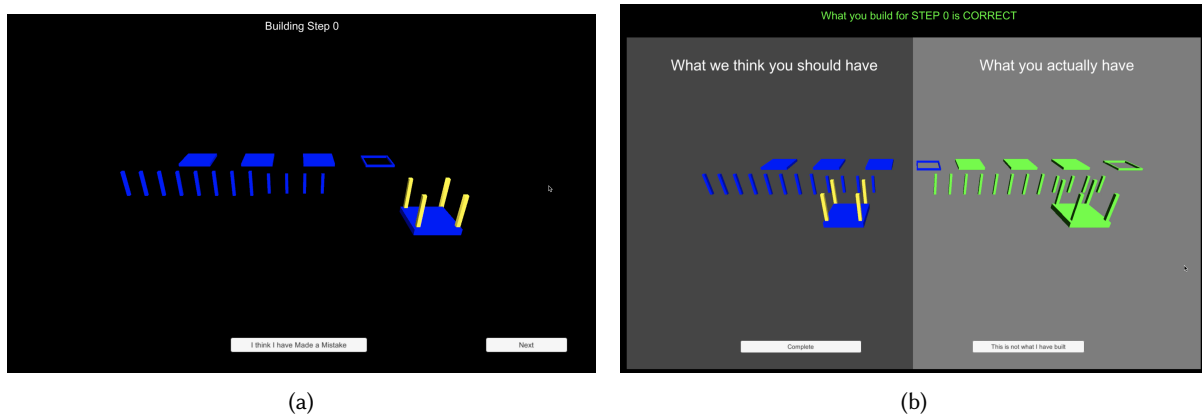 Building Step 0
I think I have Made a Mistake
Next
(a)
What you build for STEP 0 is CORRECT
What we think you should have
What you actually have
Complete
This is not what I have built
(b)